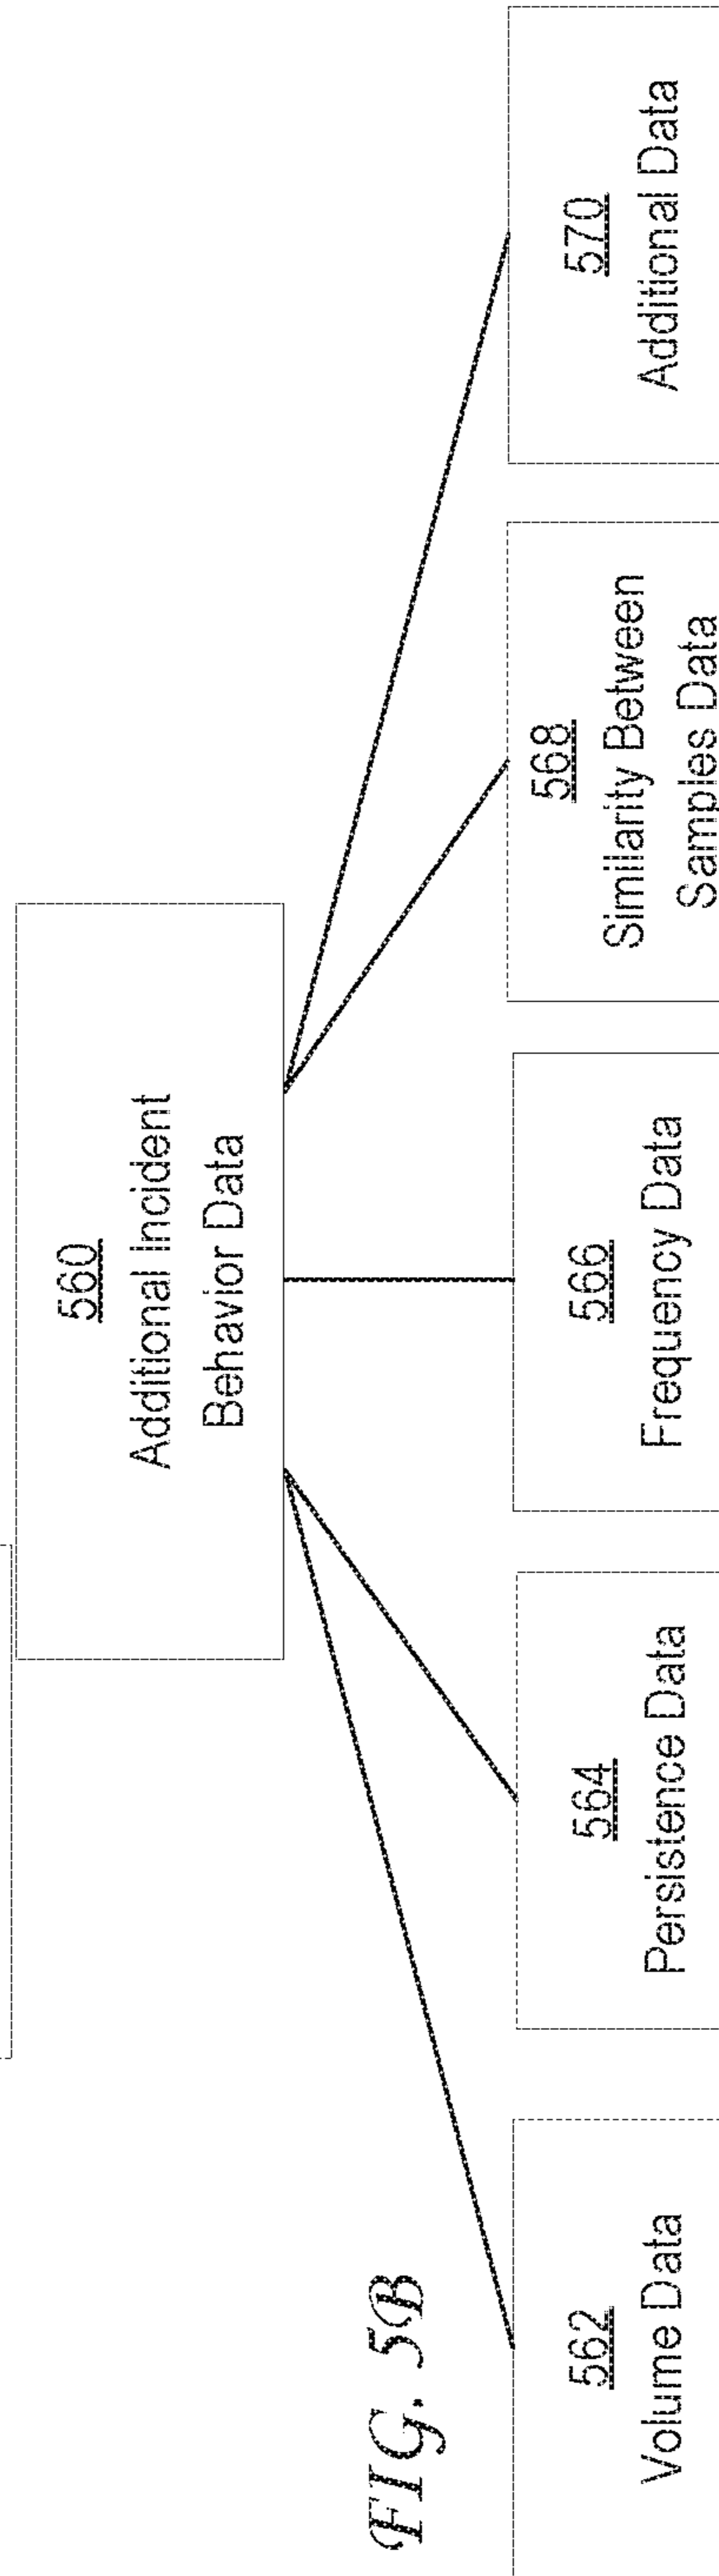 560
Additional Incident
Behavior Data
FIG. 5B
562
Volume Data
564
Persistence Data
566
Frequency Data
568
Similarity Between
Samples Data
570
Additional Data